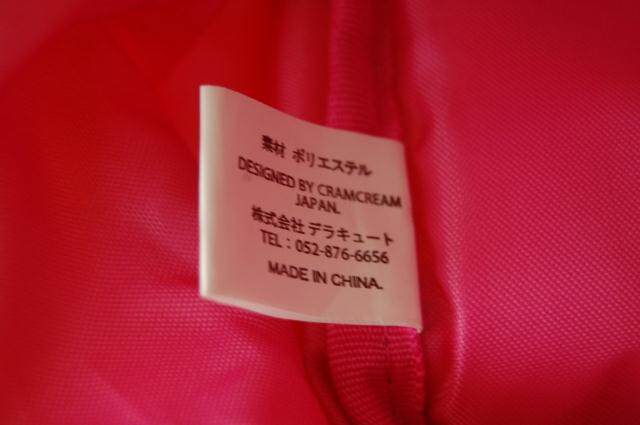 素材 ポリエステル
DESIGNED BY CRAMCREAM
JAPAN.
株式会社 デラキュート
TEL : 052-876-6656
MADE IN CHINA.